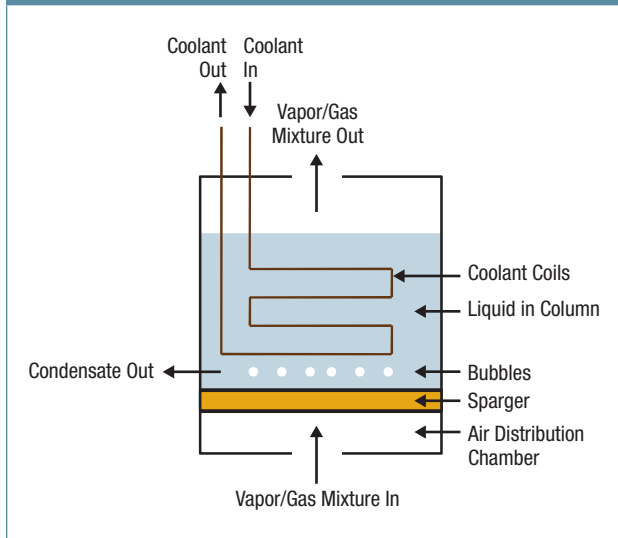 Coolant Out
Coolant In
Vapor/Gas
Mixture Out
Coolant Coils
Liquid in Column
Condensate Out
Bubbles
Sparger
Air Distribution
Chamber
Vapor/Gas Mixture In